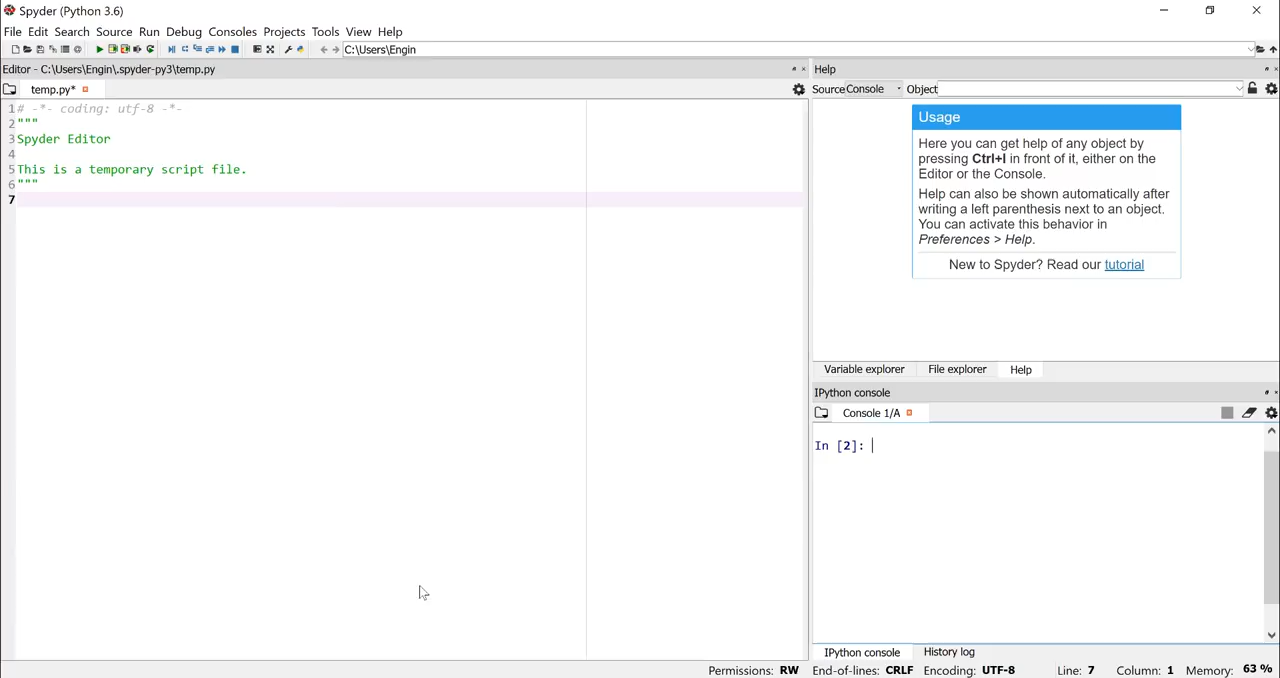 Spyder (Python 3.6)
File Edit Search Source Run Debug Consoles Projects Tools View Help
C:\Users\Engin
Editor - C:\Users\Engin\.spyder-py3\temp.py
temp.py*
1 # -*- coding: utf-8 -*-
2 """
3 Spyder Editor
4
5 This is a temporary script file.
6 """
7
Help
Source Console Object
Usage
Here you can get help of any object by
pressing Ctrl+I in front of it, either on the
Editor or the Console.
Help can also be shown automatically after
writing a left parenthesis next to an object.
You can activate this behavior in
Preferences > Help.
New to Spyder? Read our tutorial
Variable explorer File explorer Help
IPython console
Console 1/A
In [2]:
IPython console History log
Permissions: RW End-of-lines: CRLF Encoding: UTF-8 Line: 7 Column: 1 Memory: 63 %